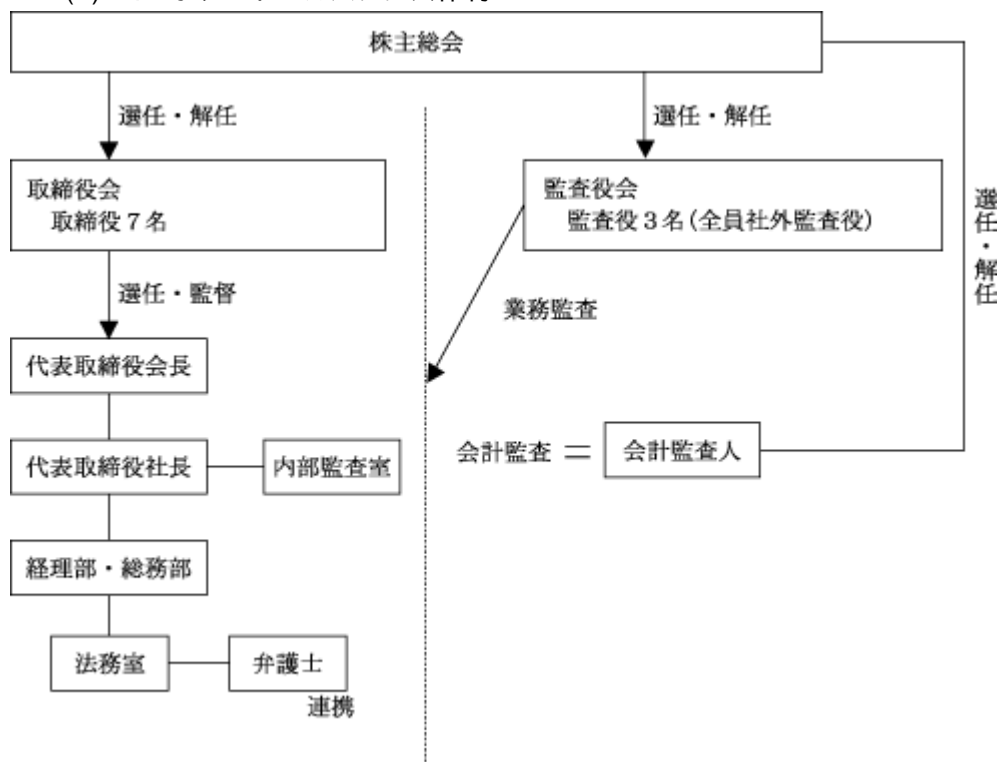 株主総会
選任・解任
選任・解任
取締役会
取締役7名
監査役会
監査役3名(全員社外監査役)
選任・解任
選任・監督
業務監査
代表取締役会長
代表取締役社長
内部監査室
会計監査 =
会計監査人
経理部・総務部
法務室
弁護士
連携